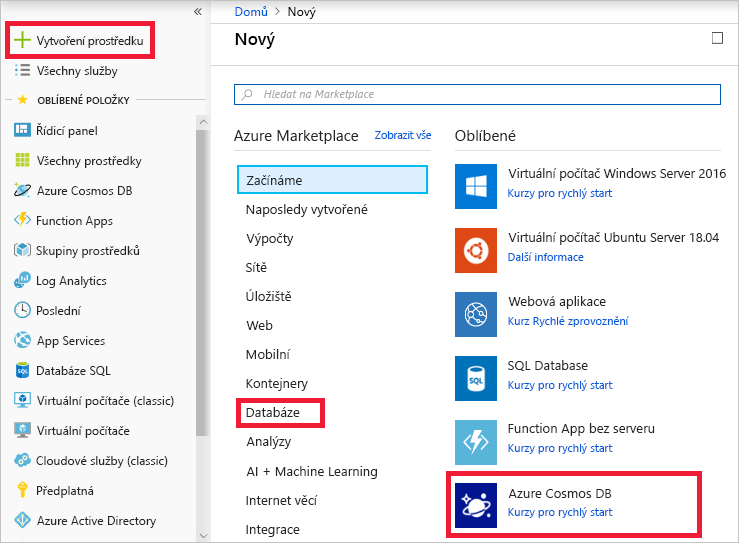 «
Vytvoření prostředku
Všechny služby
OBLÍBENÉ POLOŽKY
Řídicí panel
Všechny prostředky
Azure Cosmos DB
Function Apps
Skupiny prostředků
Log Analytics
Poslední
App Services
Databáze SQL
Virtuální počítače (classic)
Virtuální počítače
Cloudové služby (classic)
Předplatná
Azure Active Directory
Domů > Nový
Nový
Hledat na Marketplace
Azure Marketplace Zobrazit vše
Začínáme
Naposledy vytvořené
Výpočty
Sítě
Úložiště
Web
Mobilní
Kontejnery
Databáze
Analýzy
AI + Machine Learning
Internet věcí
Integrace
Oblíbené
Virtuální počítač Windows Server 2016
Kurzy pro rychlý start
Virtuální počítač Ubuntu Server 18.04
Další informace
Webová aplikace
Kurz Rychlé zprovoznění
SQL
SQL Database
Kurzy pro rychlý start
Function App bez serveru
Kurzy pro rychlý start
Azure Cosmos DB
Kurzy pro rychlý start